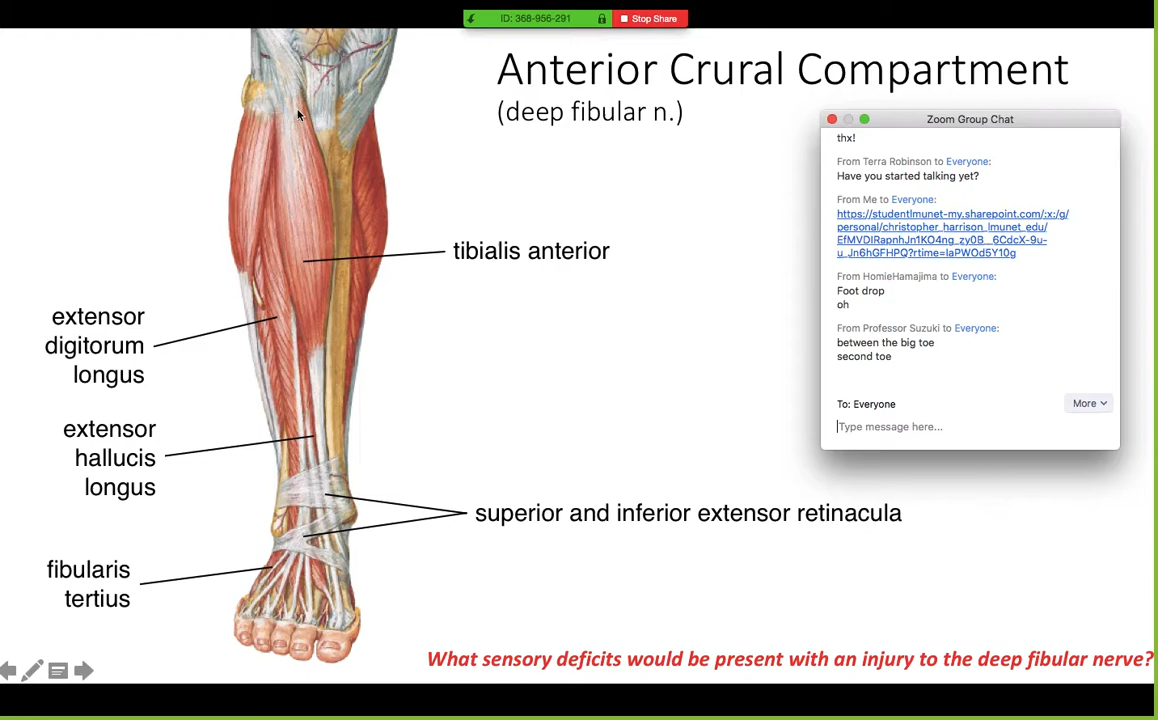 ID: 368-956-291
Stop Share
Anterior Crural Compartment
(deep fibular n.)
tibialis anterior
extensor
digitorum
longus
extensor
hallucis
longus
superior and inferior extensor retinacula
fibularis
tertius
What sensory deficits would be present with an injury to the deep fibular nerve?
Zoom Group Chat
thx!
From Terra Robinson to Everyone:
Have you started talking yet?
From Me to Everyone:
https://studentlmunet-my.sharepoint.com/:x:/g/
personal/christopher_harrison_lmunet_edu/
EfMVDIRapnhJn1KO4ng_zy0B__6CdcX-9u-
u_Jn6hGFHPQ?rtime=IaPWOd5Y10g
From HomieHamajima to Everyone:
Foot drop
oh
From Professor Suzuki to Everyone:
between the big toe
second toe
To: Everyone
More
Type message here...